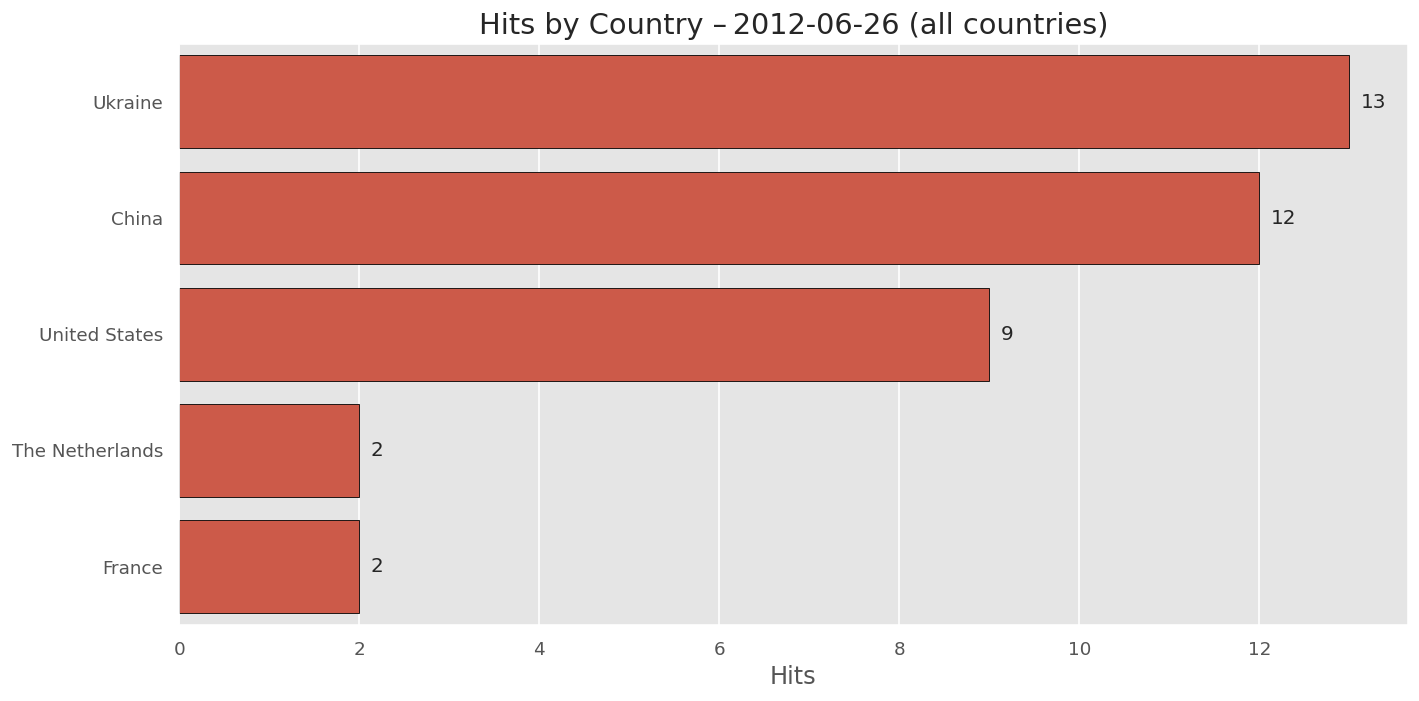 Hits by Country – 2012-06-26 (all countries)
Ukraine
13
China
12
United States
9
The Netherlands
2
France
2
0 2 4 6 8 10 12
Hits